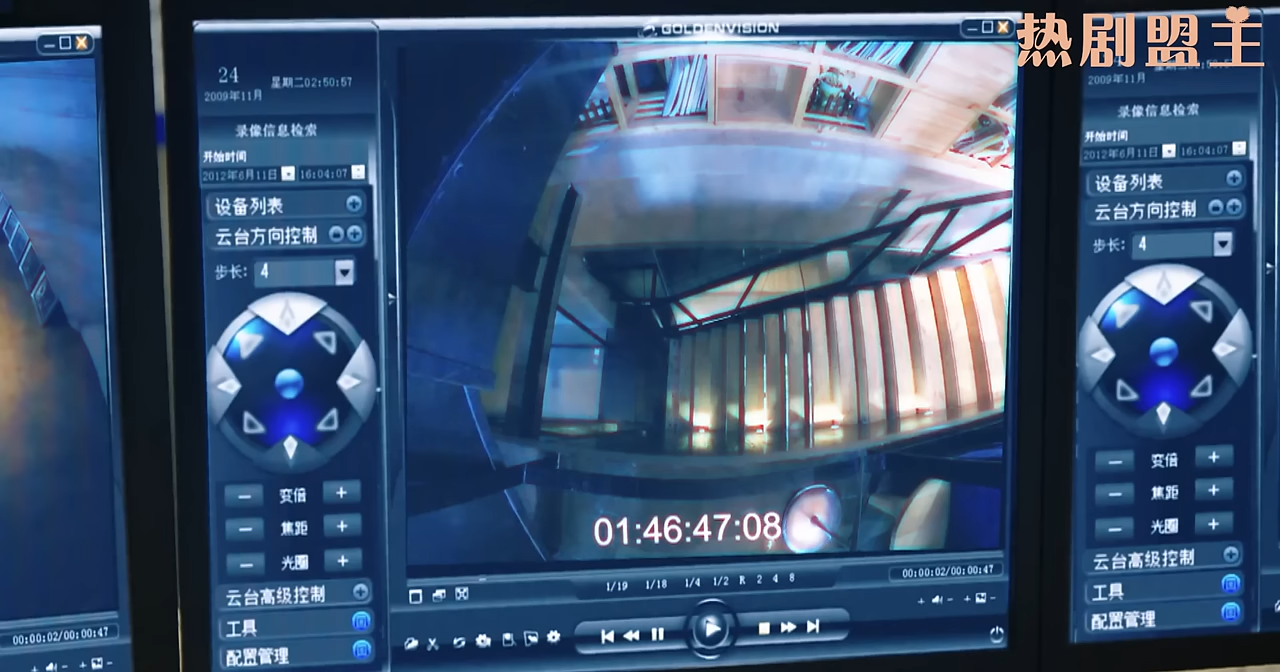 热剧盟主
GOLDENVISION
24
星期二02:50:57
2009年11月
录像信息检索
开始时间
2012年6月11日 16:04:07
设备列表
云台方向控制
步长: 4
变倍
焦距
光圈
云台高级控制
工具
配置管理
01:46:47:08
1/19 1/18 1/4 1/2 R 2 4 8
00:00:02/00:00:47
00:00:02/00:00:47
2009年11月
录像信息检索
开始时间
2012年6月11日 16:04:07
设备列表
云台方向控制
步长: 4
变倍
焦距
光圈
云台高级控制
工具
配置管理